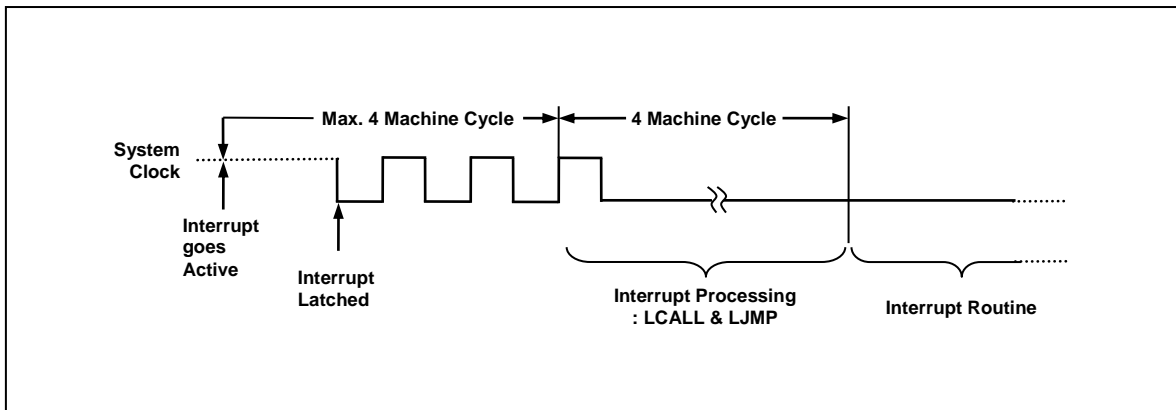 Max. 4 Machine Cycle
4 Machine Cycle
System
Clock
Interrupt
goes
Active
Interrupt
Latched
Interrupt Processing
: LCALL & LJMP
Interrupt Routine